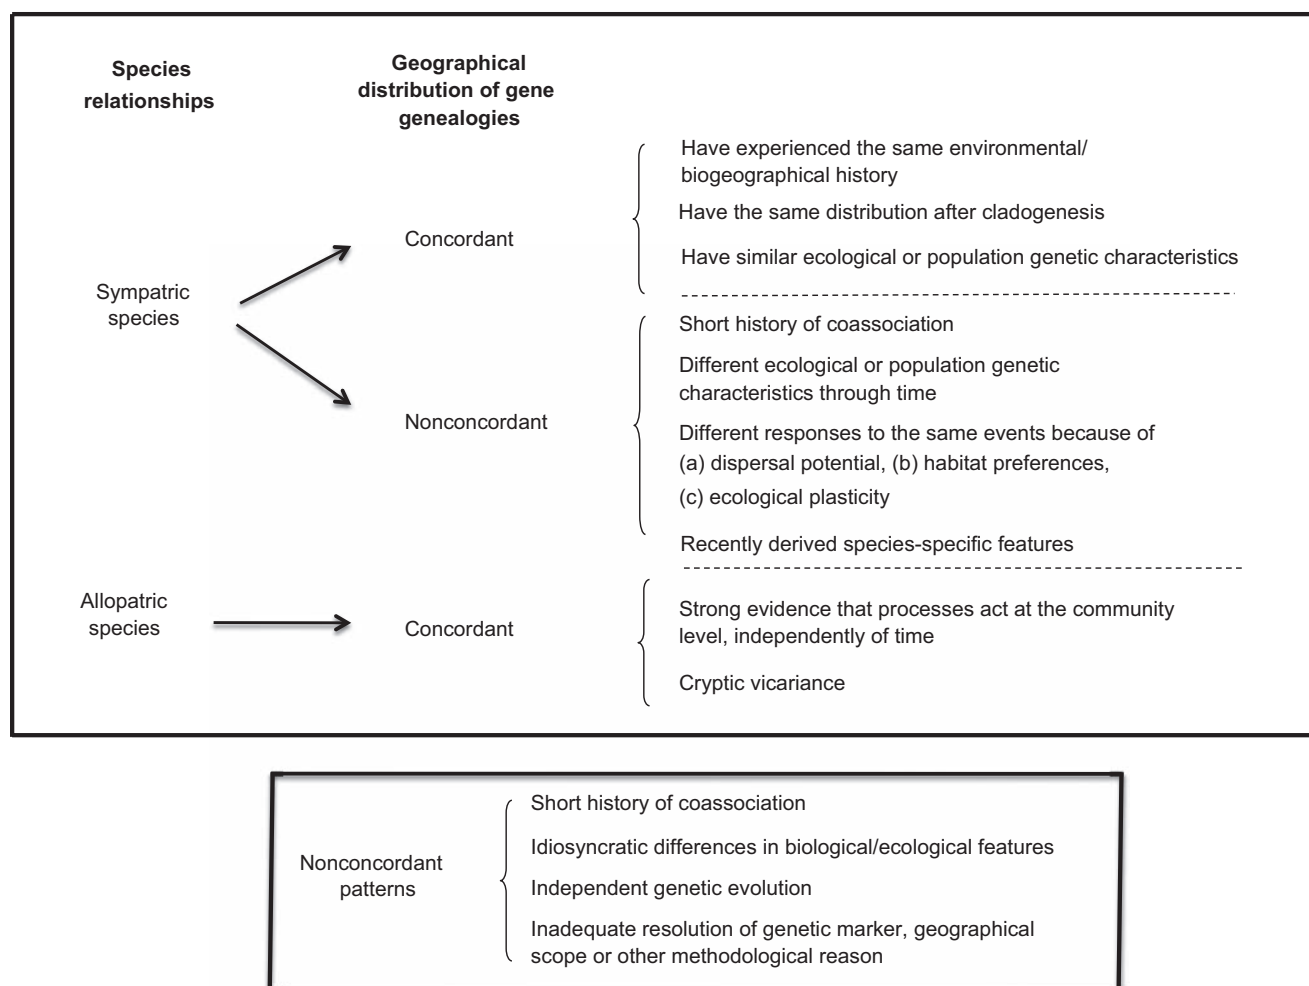 Species
relationships
Geographical
distribution of gene
genealogies
Sympatric
species
Concordant
Have experienced the same environmental/
biogeographical history
Have the same distribution after cladogenesis
Have similar ecological or population genetic characteristics
Nonconcordant
Short history of coassociation
Different ecological or population genetic
characteristics through time
Different responses to the same events because of
(a) dispersal potential, (b) habitat preferences,
(c) ecological plasticity
Recently derived species-specific features
Allopatric
species
Concordant
Strong evidence that processes act at the community
level, independently of time
Cryptic vicariance
Nonconcordant
patterns
Short history of coassociation
Idiosyncratic differences in biological/ecological features
Independent genetic evolution
Inadequate resolution of genetic marker, geographical
scope or other methodological reason